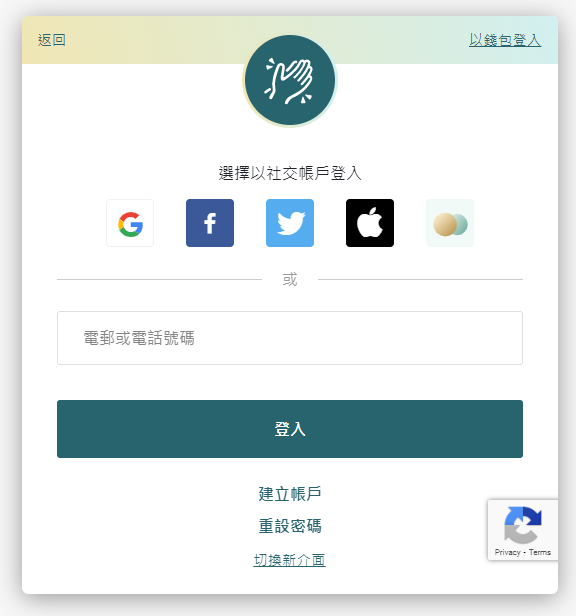 返回
以錢包登入
選擇以社交帳戶登入
或
電郵或電話號碼
登入
建立帳戶
重設密碼
切換新介面
Privacy - Terms